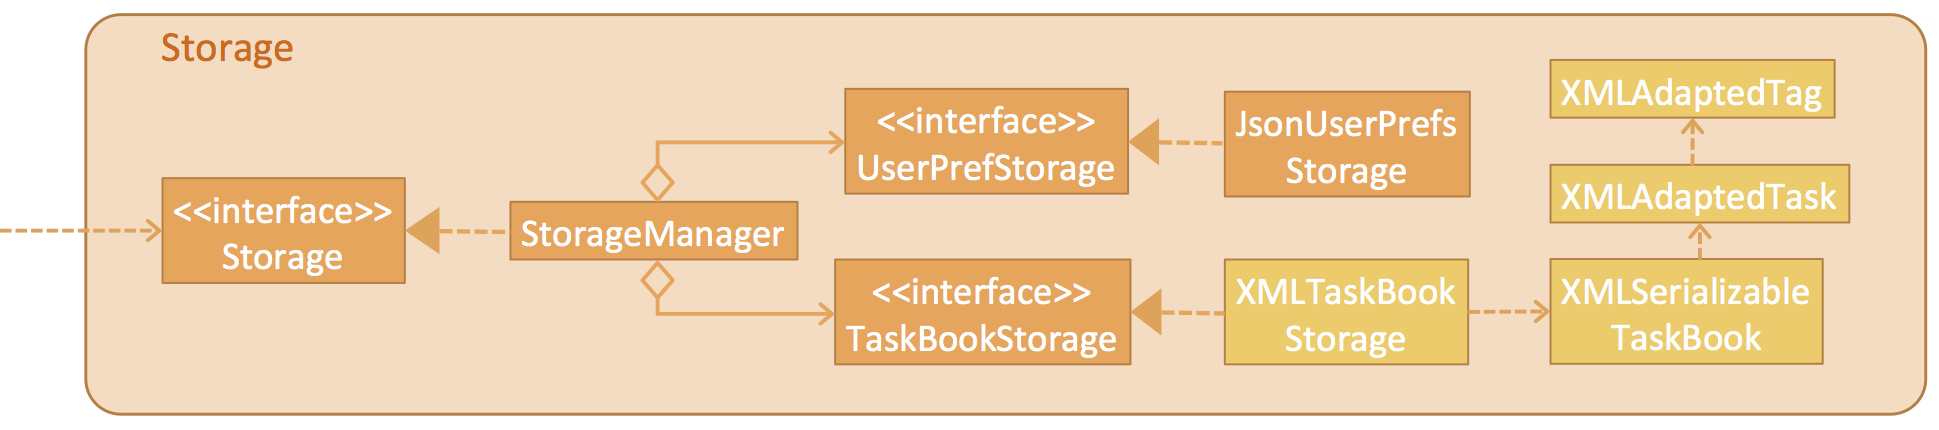 Storage
<<interface>>
Storage
StorageManager
<<interface>>
UserPrefStorage
JsonUserPrefs
Storage
<<interface>>
TaskBookStorage
XMLTaskBook
Storage
XMLSerializable
TaskBook
XMLAdaptedTask
XMLAdaptedTag